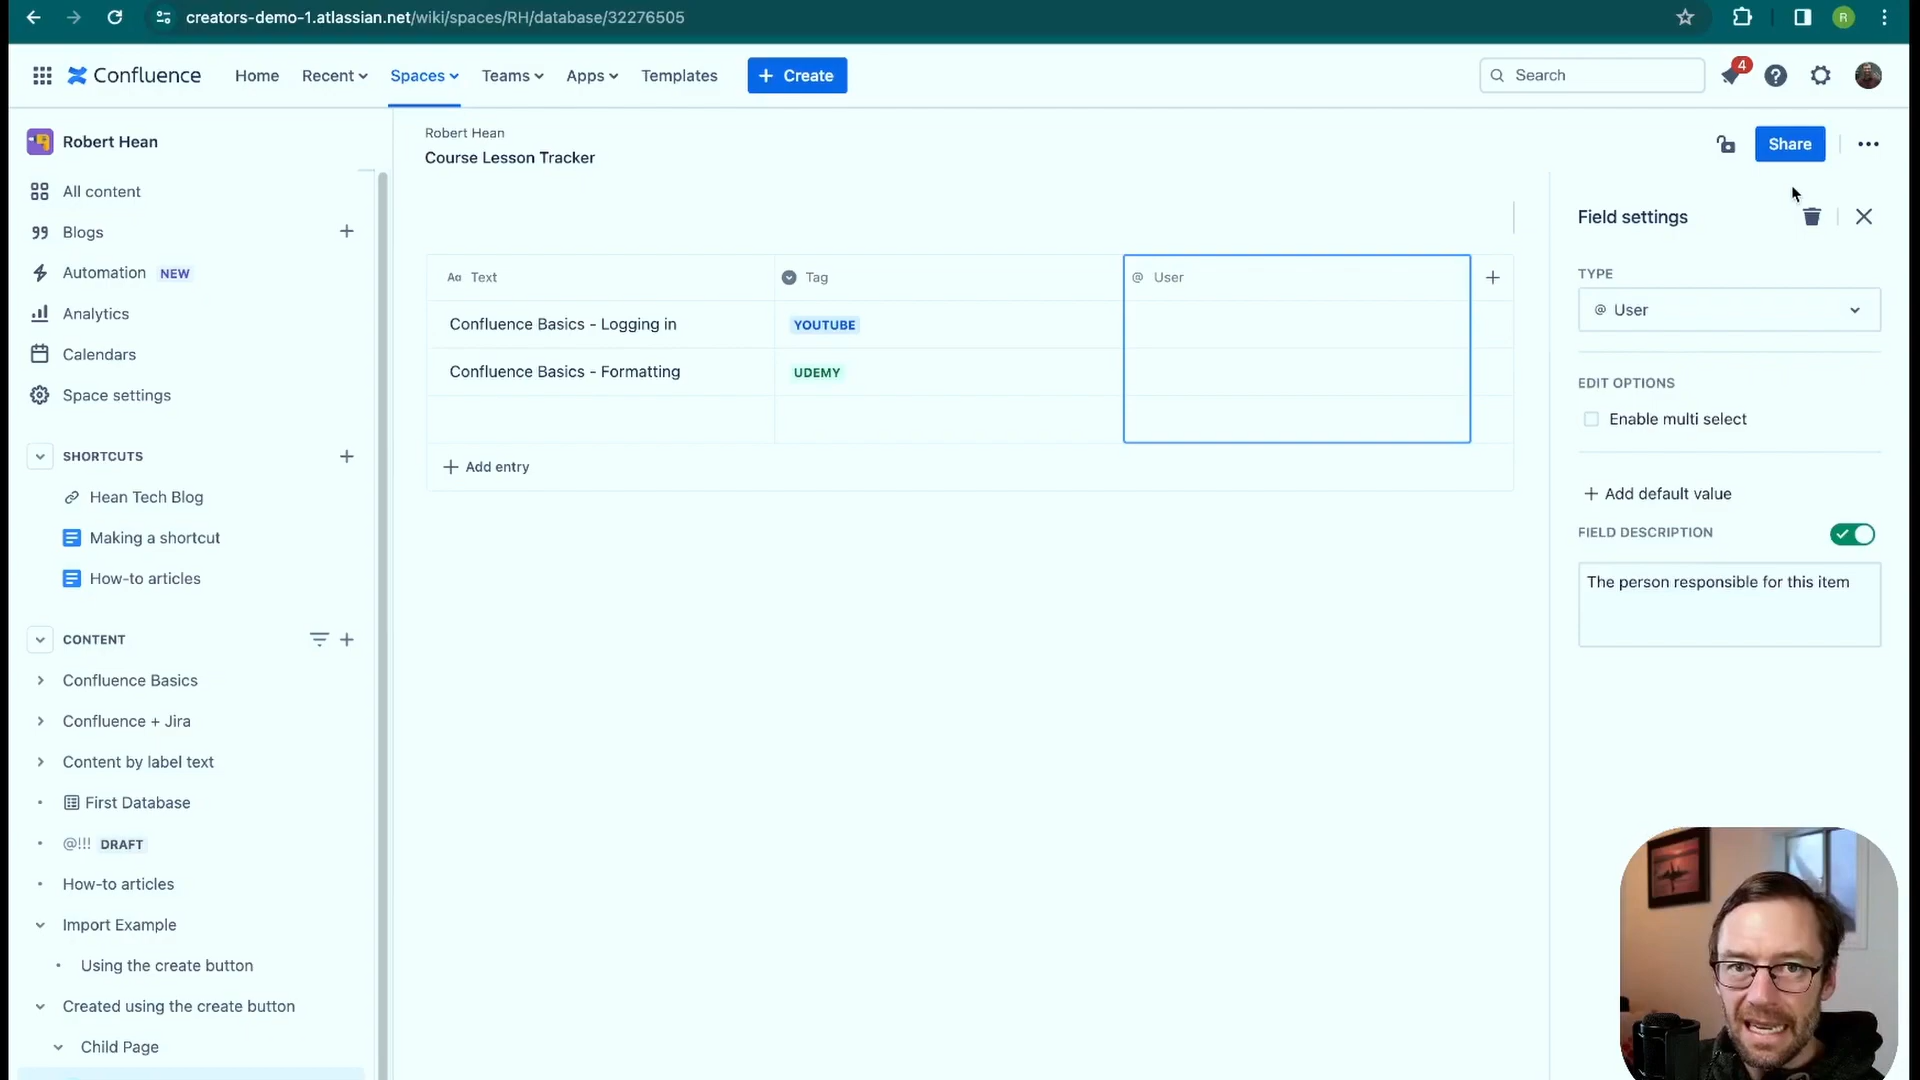 creators-demo-1.atlassian.net/wiki/spaces/RH/database/32276505
R
Confluence
Home
Recent
Spaces
Teams
Apps
Templates
+ Create
Search
4
Robert Hean
All content
Blogs
Automation NEW
Analytics
Calendars
Space settings
SHORTCUTS
Hean Tech Blog
Making a shortcut
How-to articles
CONTENT
Confluence Basics
Confluence + Jira
Content by label text
First Database
@!!! DRAFT
How-to articles
Import Example
Using the create button
Created using the create button
Child Page
Robert Hean
Course Lesson Tracker
Share
Aa Text
Tag
@ User
Confluence Basics - Logging in
YOUTUBE
Confluence Basics - Formatting
UDEMY
+ Add entry
Field settings
TYPE
@ User
EDIT OPTIONS
Enable multi select
+ Add default value
FIELD DESCRIPTION
The person responsible for this item